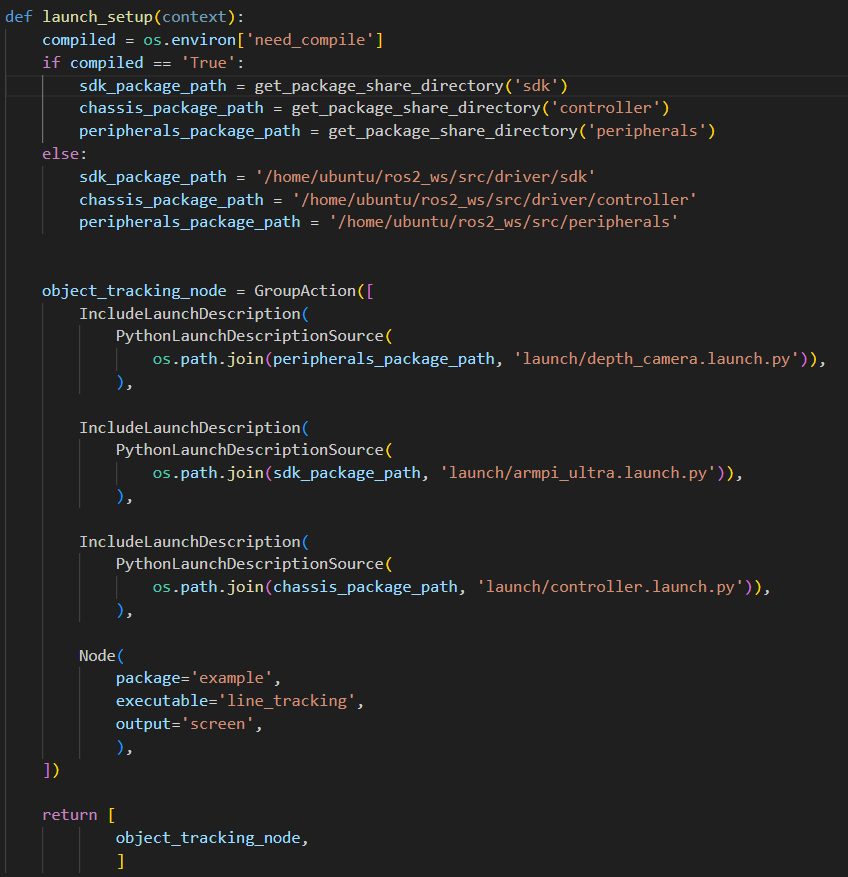 def launch_setup(context):
    compiled = os.environ['need_compile']
    if compiled == 'True':
        sdk_package_path = get_package_share_directory('sdk')
        chassis_package_path = get_package_share_directory('controller')
        peripherals_package_path = get_package_share_directory('peripherals')
    else:
        sdk_package_path = '/home/ubuntu/ros2_ws/src/driver/sdk'
        chassis_package_path = '/home/ubuntu/ros2_ws/src/driver/controller'
        peripherals_package_path = '/home/ubuntu/ros2_ws/src/peripherals'
    object_tracking_node = GroupAction([
        IncludeLaunchDescription(
            PythonLaunchDescriptionSource(
                os.path.join(peripherals_package_path, 'launch/depth_camera.launch.py')),
            ),
        IncludeLaunchDescription(
            PythonLaunchDescriptionSource(
                os.path.join(sdk_package_path, 'launch/armpi_ultra.launch.py')),
            ),
        IncludeLaunchDescription(
            PythonLaunchDescriptionSource(
                os.path.join(chassis_package_path, 'launch/controller.launch.py')),
            ),
        Node(
            package='example',
            executable='line_tracking',
            output='screen',
            ),
    ])
    return [
            object_tracking_node,
            ]